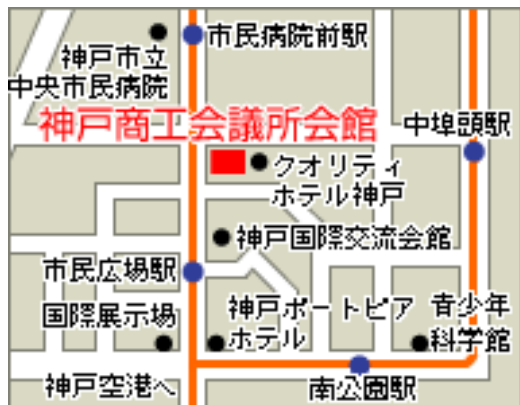 市民病院前駅
神戸市立
中央市民病院
神戸商工会議所会館
中埠頭駅
クオリティ
ホテル神戸
神戸国際交流会館
市民広場駅
国際展示場
神戸ポートピア
ホテル
青少年
科学館
神戸空港へ
南公園駅